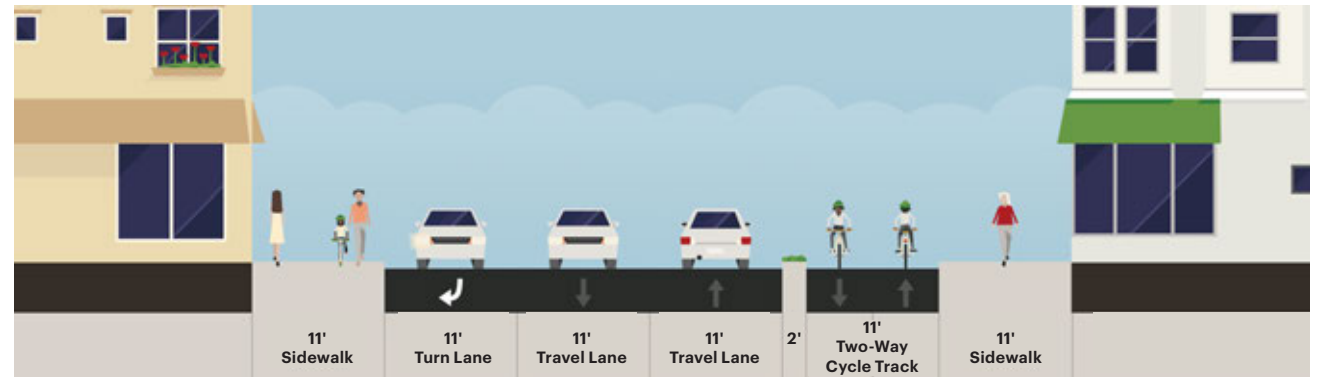 11'
Sidewalk
11'
Turn Lane
11'
Travel Lane
11'
Travel Lane
2'
11'
Two-Way
Cycle Track
11'
Sidewalk